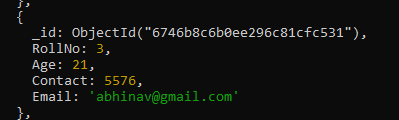 },
{
_id: ObjectId("6746b8c6b0ee296c81cfc531"),
RollNo: 3,
Age: 21,
Contact: 5576,
Email: 'abhinav@gmail.com'
},